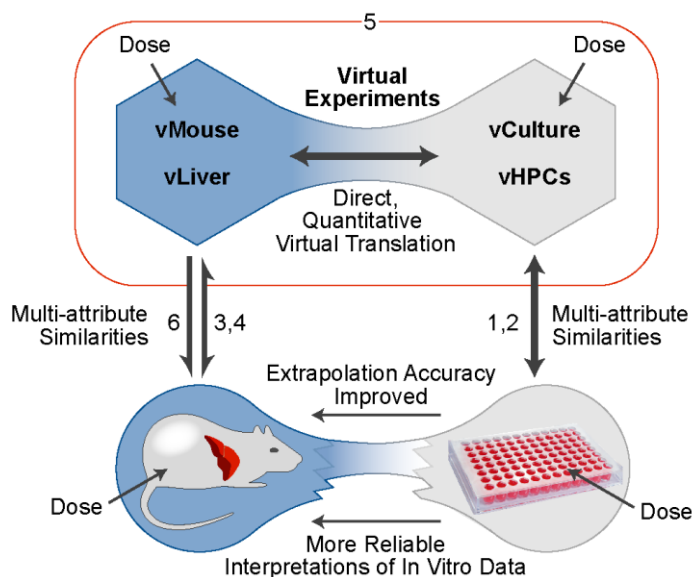 5
Dose
Dose
Virtual
Experiments
vMouse
vCulture
vLiver
vHPCs
Direct,
Quantitative
Virtual Translation
Multi-attribute
Similarities
6
3,4
1,2
Multi-attribute
Similarities
Extrapolation Accuracy
Improved
Dose
Dose
More Reliable
Interpretations of In Vitro Data